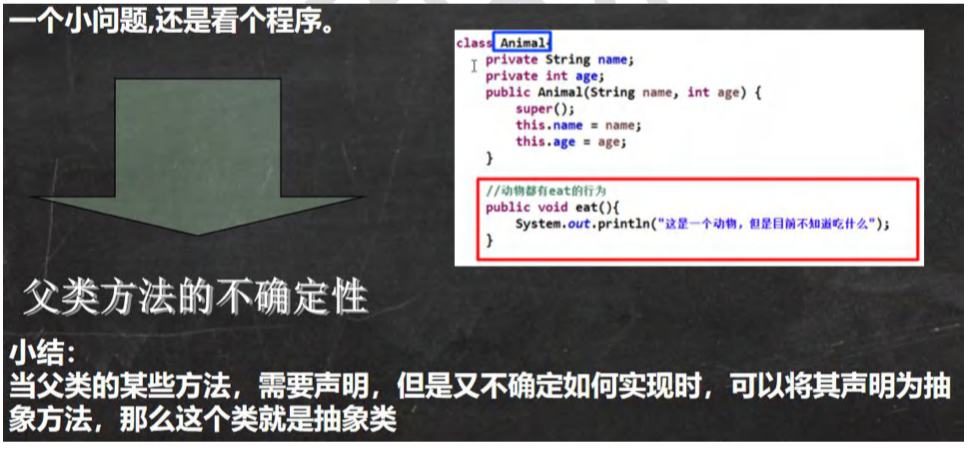 一个小问题,还是看个程序。
class Animal{
private String name;
private int age;
public Animal(String name, int age) {
super();
this.name = name;
this.age = age;
}
//动物都有eat的行为
public void eat(){
System.out.println("这是一个动物，但是目前不知道吃什么");
}
父类方法的不确定性
小结：
当父类的某些方法，需要声明，但是又不确定如何实现时，可以将其声明为抽
象方法，那么这个类就是抽象类